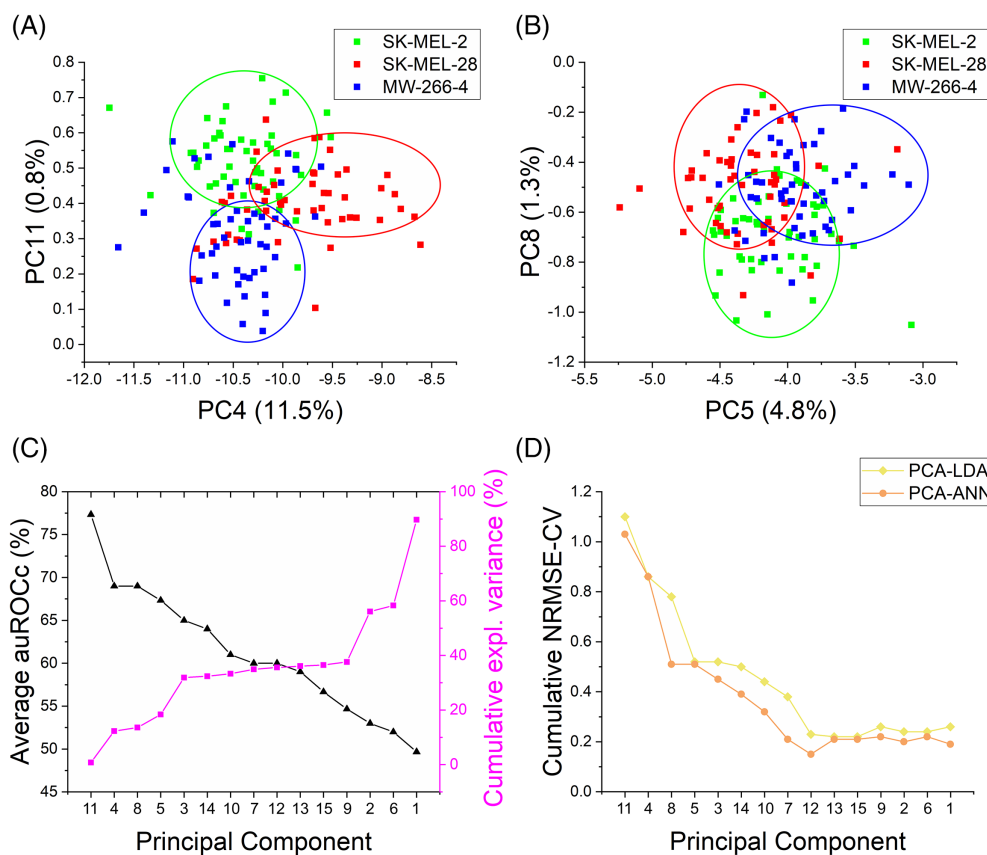 (A)
SK-MEL-2
SK-MEL-28
MW-266-4
0.8
0.7
0.6
0.5
0.4
0.3
0.2
0.1
0.0
PC11 (0.8%)
-12.0 -11.5 -11.0 -10.5 -10.0 -9.5 -9.0 -8.5
PC4 (11.5%)
(B)
SK-MEL-2
SK-MEL-28
MW-266-4
0.0
-0.2
-0.4
-0.6
-0.8
-1.0
-1.2
PC8 (1.3%)
-5.5 -5.0 -4.5 -4.0 -3.5 -3.0 -2.5
PC5 (4.8%)
(C)
80
75
70
65
60
55
50
45
Average auROCc (%)
100
80
60
40
20
0
Cumulative expl. variance (%)
11 4 8 5 3 14 10 7 12 13 15 9 2 6 1
Principal Component
(D)
PCA-LDA
PCA-ANN
1.2
1.0
0.8
0.6
0.4
0.2
0.0
Cumulative NRMSE-CV
11 4 8 5 3 14 10 7 12 13 15 9 2 6 1
Principal Component